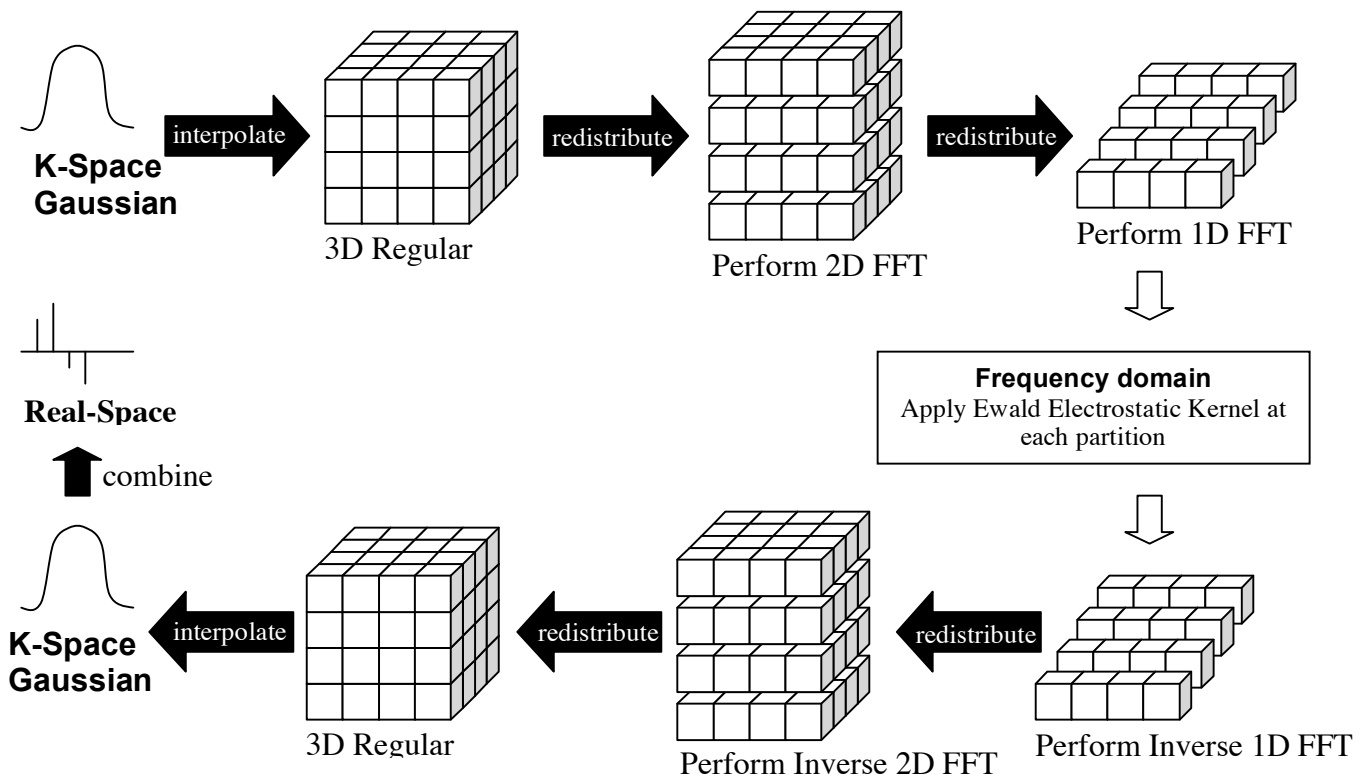 K-Space
Gaussian
interpolate
3D Regular
redistribute
Perform 2D FFT
redistribute
Perform 1D FFT
Frequency domain
Apply Ewald Electrostatic Kernel at
each partition
Perform Inverse 1D FFT
redistribute
Perform Inverse 2D FFT
redistribute
3D Regular
interpolate
K-Space
Gaussian
combine
Real-Space